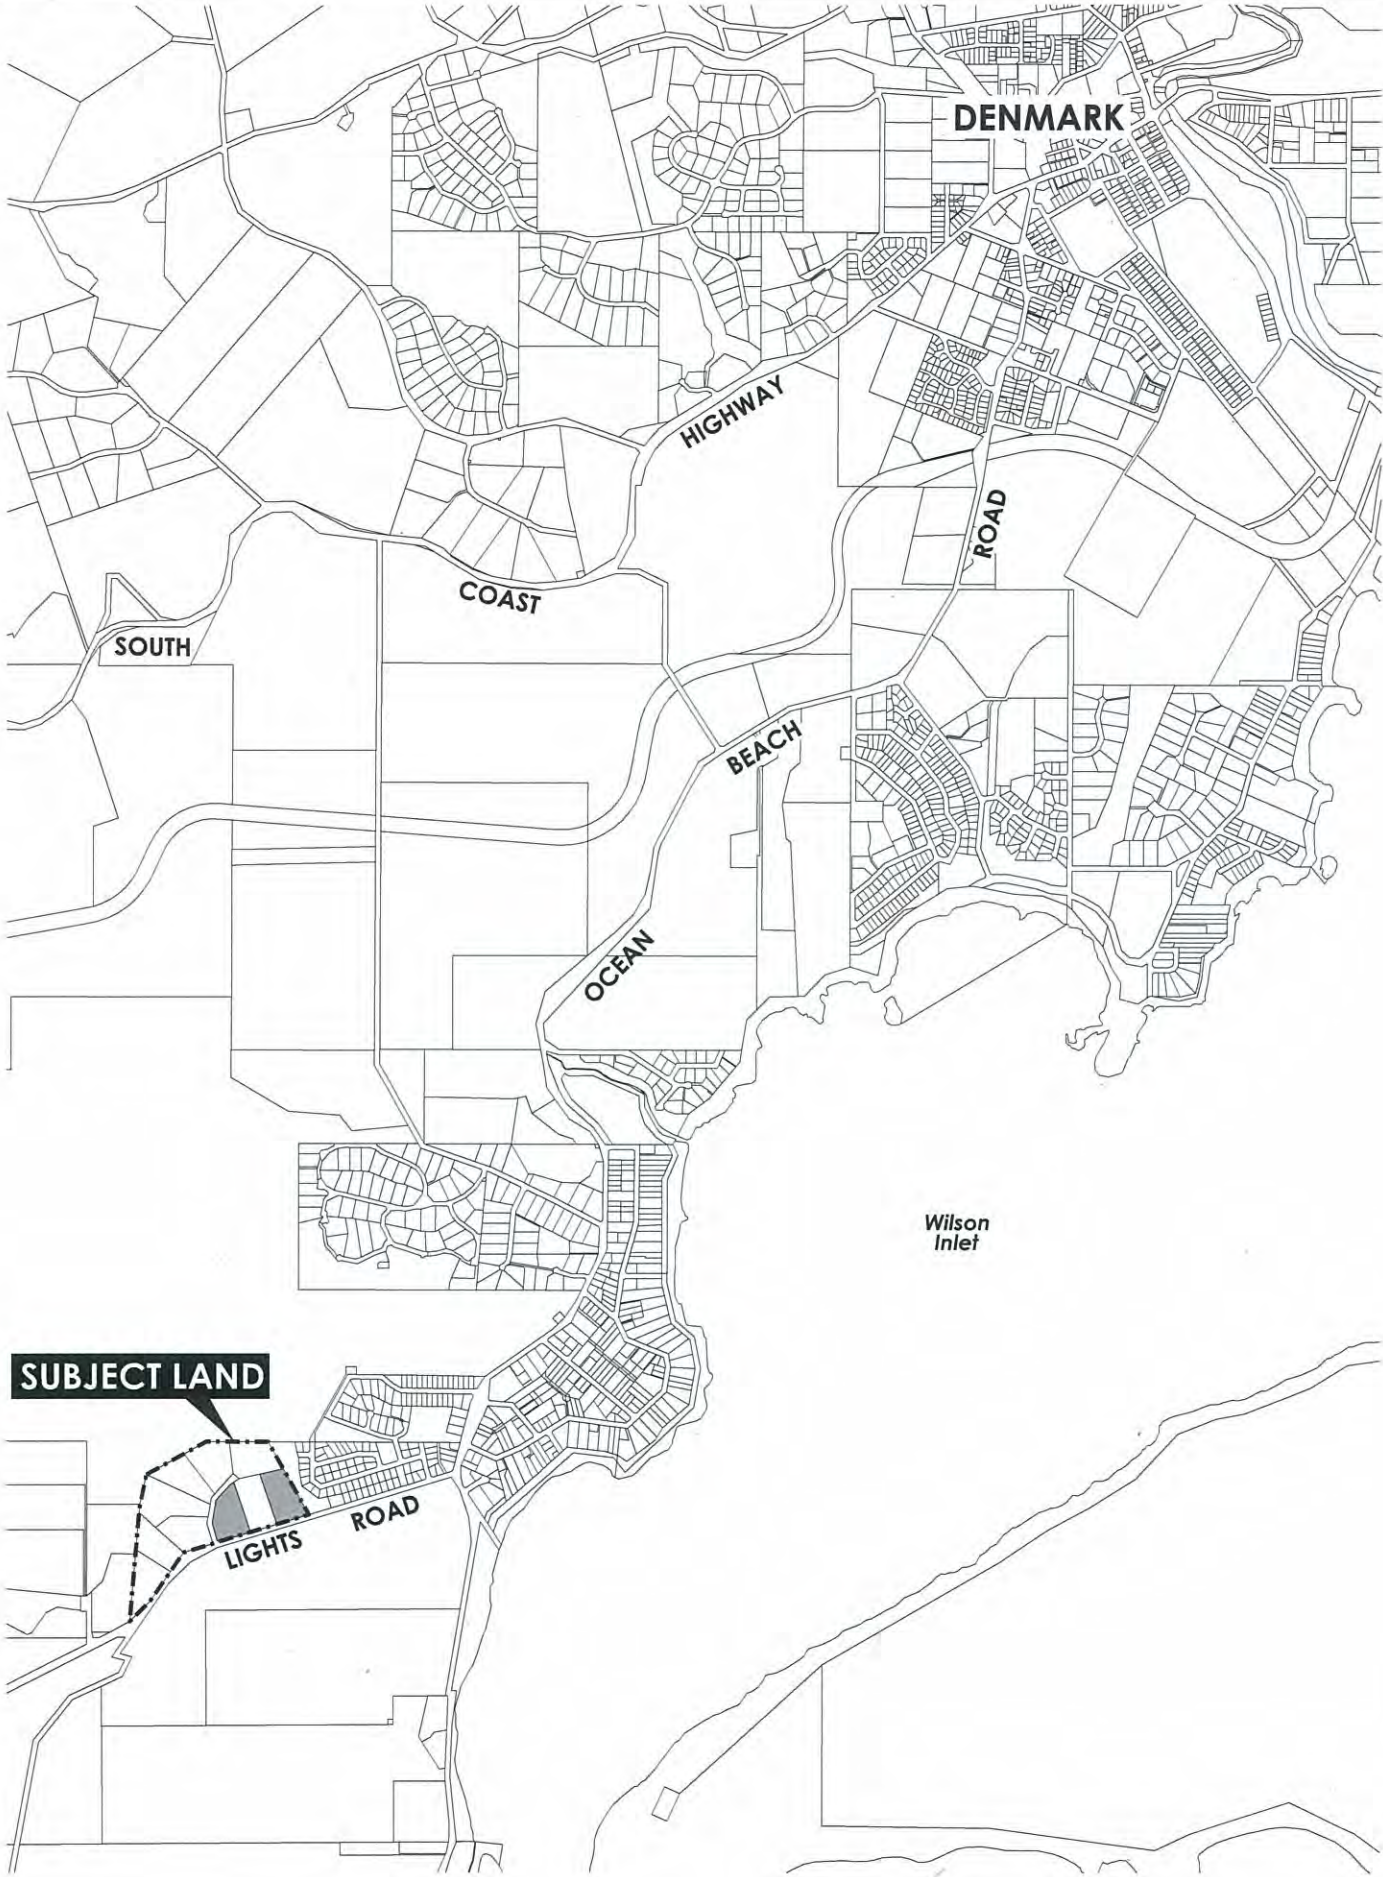 DENMARK
HIGHWAY
ROAD
COAST
SOUTH
BEACH
OCEAN
Wilson
Inlet
SUBJECT LAND
ROAD
LIGHTS